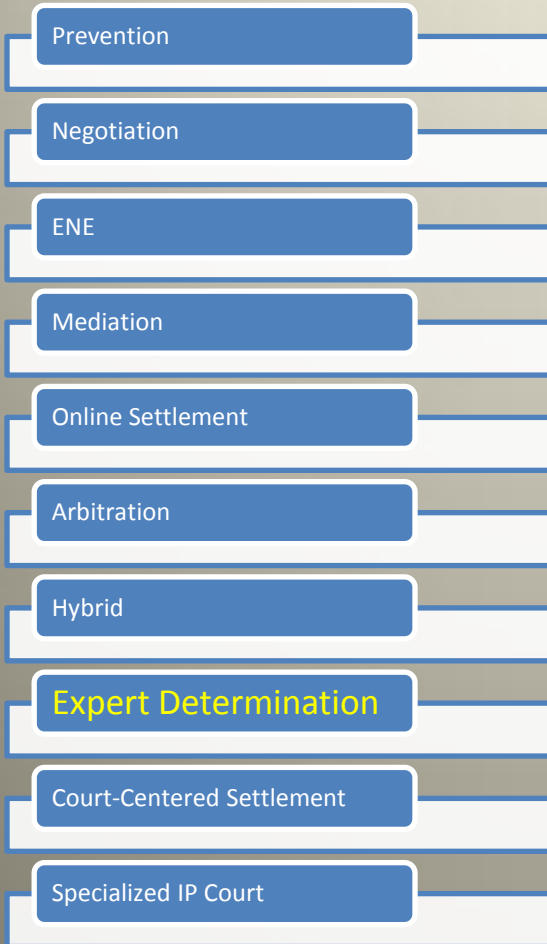 Prevention
Negotiation
ENE
Mediation
Online Settlement
Arbitration
Hybrid
Expert Determination
Court-Centered Settlement
Specialized IP Court